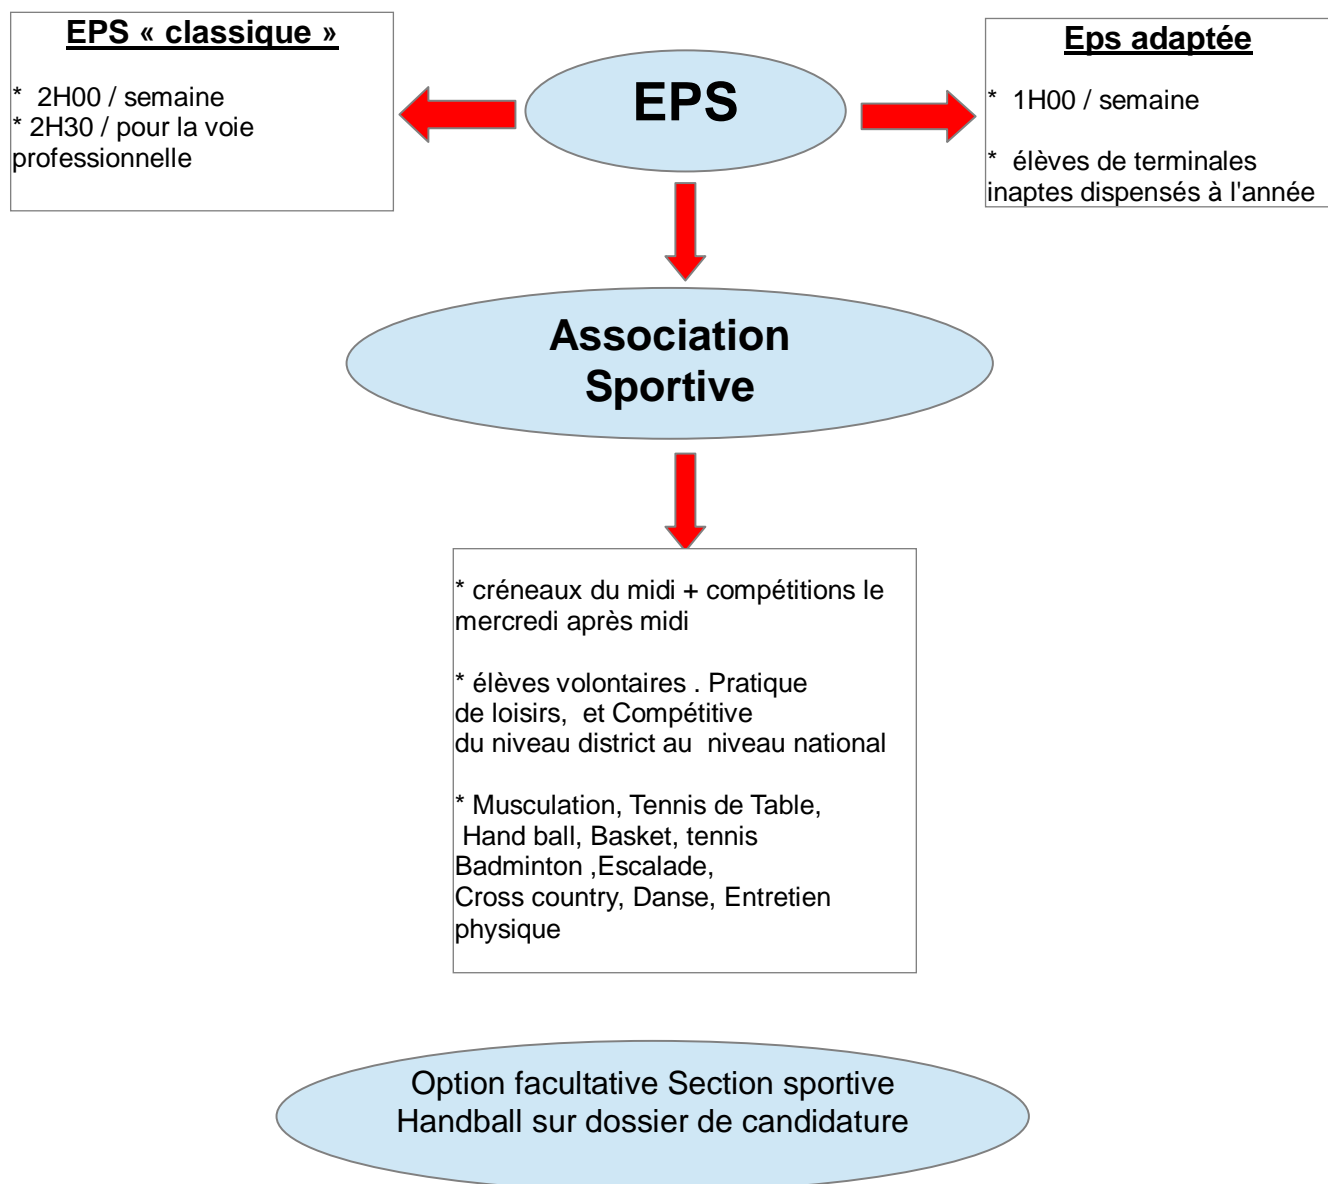 EPS « classique »
* 2H00 / semaine
* 2H30 / pour la voie
professionnelle
EPS
Eps adaptée
* 1H00 / semaine
* élèves de terminales
inaptes dispensés à l'année
Association
Sportive
* créneaux du midi + compétitions le
mercredi après midi
* élèves volontaires . Pratique
de loisirs, et Compétitive
du niveau district au niveau national
* Musculation, Tennis de Table,
Hand ball, Basket, tennis
Badminton ,Escalade,
Cross country, Danse, Entretien
physique
Option facultative Section sportive
Handball sur dossier de candidature